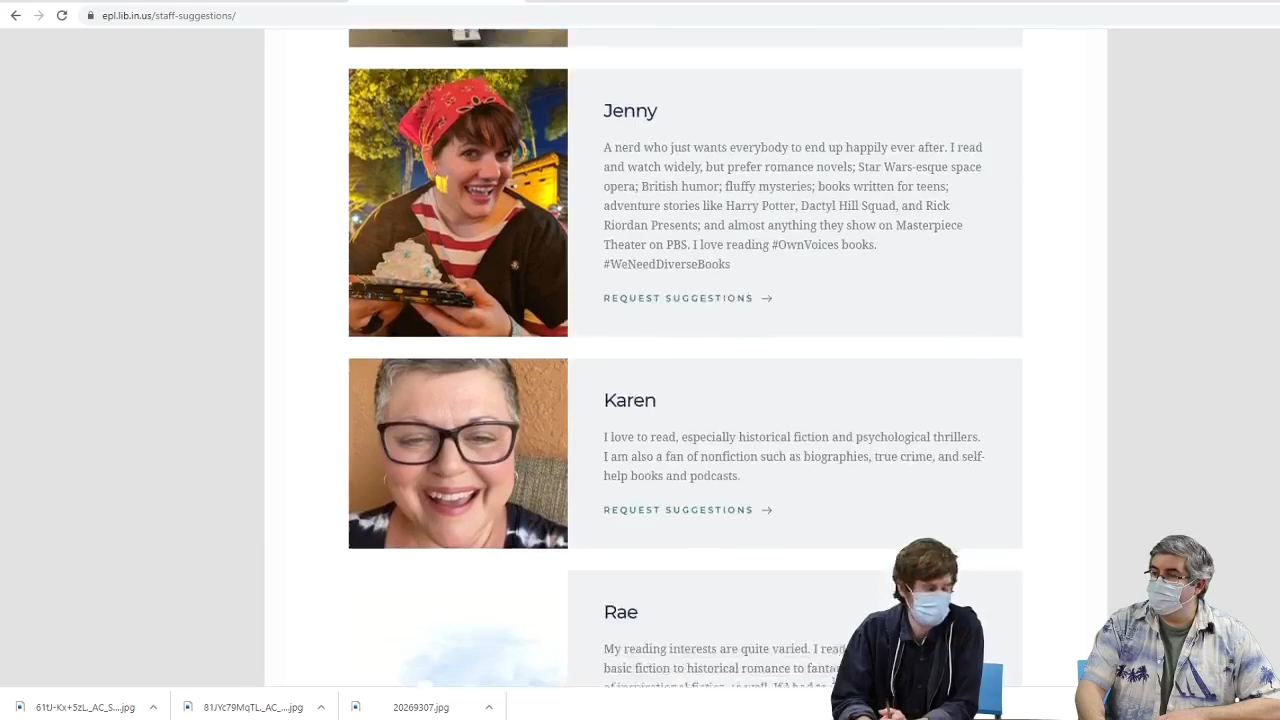 epl.lib.in.us/staff-suggestions/
Jenny
A nerd who just wants everybody to end up happily ever after. I read
and watch widely, but prefer romance novels; Star Wars-esque space
opera; British humor; fluffy mysteries; books written for teens;
adventure stories like Harry Potter, Dactyl Hill Squad, and Rick
Riordan Presents; and almost anything they show on Masterpiece
Theater on PBS. I love reading #OwnVoices books.
#WeNeedDiverseBooks
REQUEST SUGGESTIONS
Karen
I love to read, especially historical fiction and psychological thrillers.
I am also a fan of nonfiction such as biographies, true crime, and self-
help books and podcasts.
REQUEST SUGGESTIONS
Rae
My reading interests are quite varied. I read
basic fiction to historical romance to
of inspirational fiction as well. If I had to
61tJ-Kx+5zL_AC_S....jpg
81JYc79MqTL_AC_....jpg
20269307.jpg